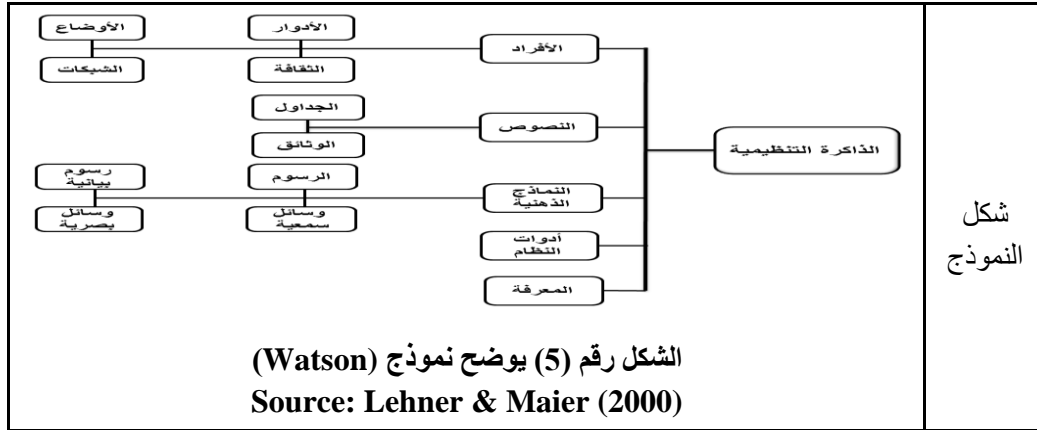 شكل
النموذج
الذاكرة التنظيمية
الأفراد
الأدوار
الثقافة
الأوضاع
الشبكات
النصوص
الجداول
الوثائق
النماذج
الذهنية
الرسوم
وسائل
سمعية
رسوم
بيانية
وسائل
بصرية
أدوات
النظام
المعرفة
الشكل رقم (5) يوضح نموذج (Watson)
Source: Lehner & Maier (2000)